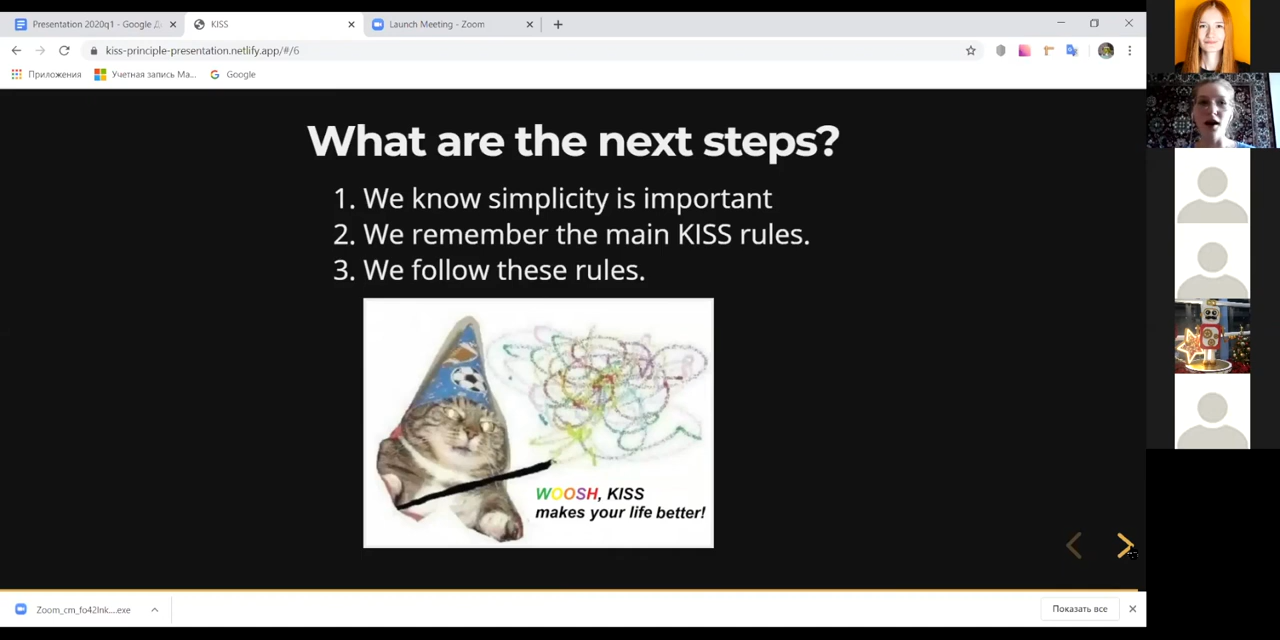 Presentation 2020q1 - Google Д
KISS
Launch Meeting - Zoom
kiss-principle-presentation.netlify.app/#/6
Приложения
Учетная запись Ma...
Google
What are the next steps?
1. We know simplicity is important
2. We remember the main KISS rules.
3. We follow these rules.
WOOSH, KISS
makes your life better!
Zoom_cm_fo42lnk....exe
Показать все